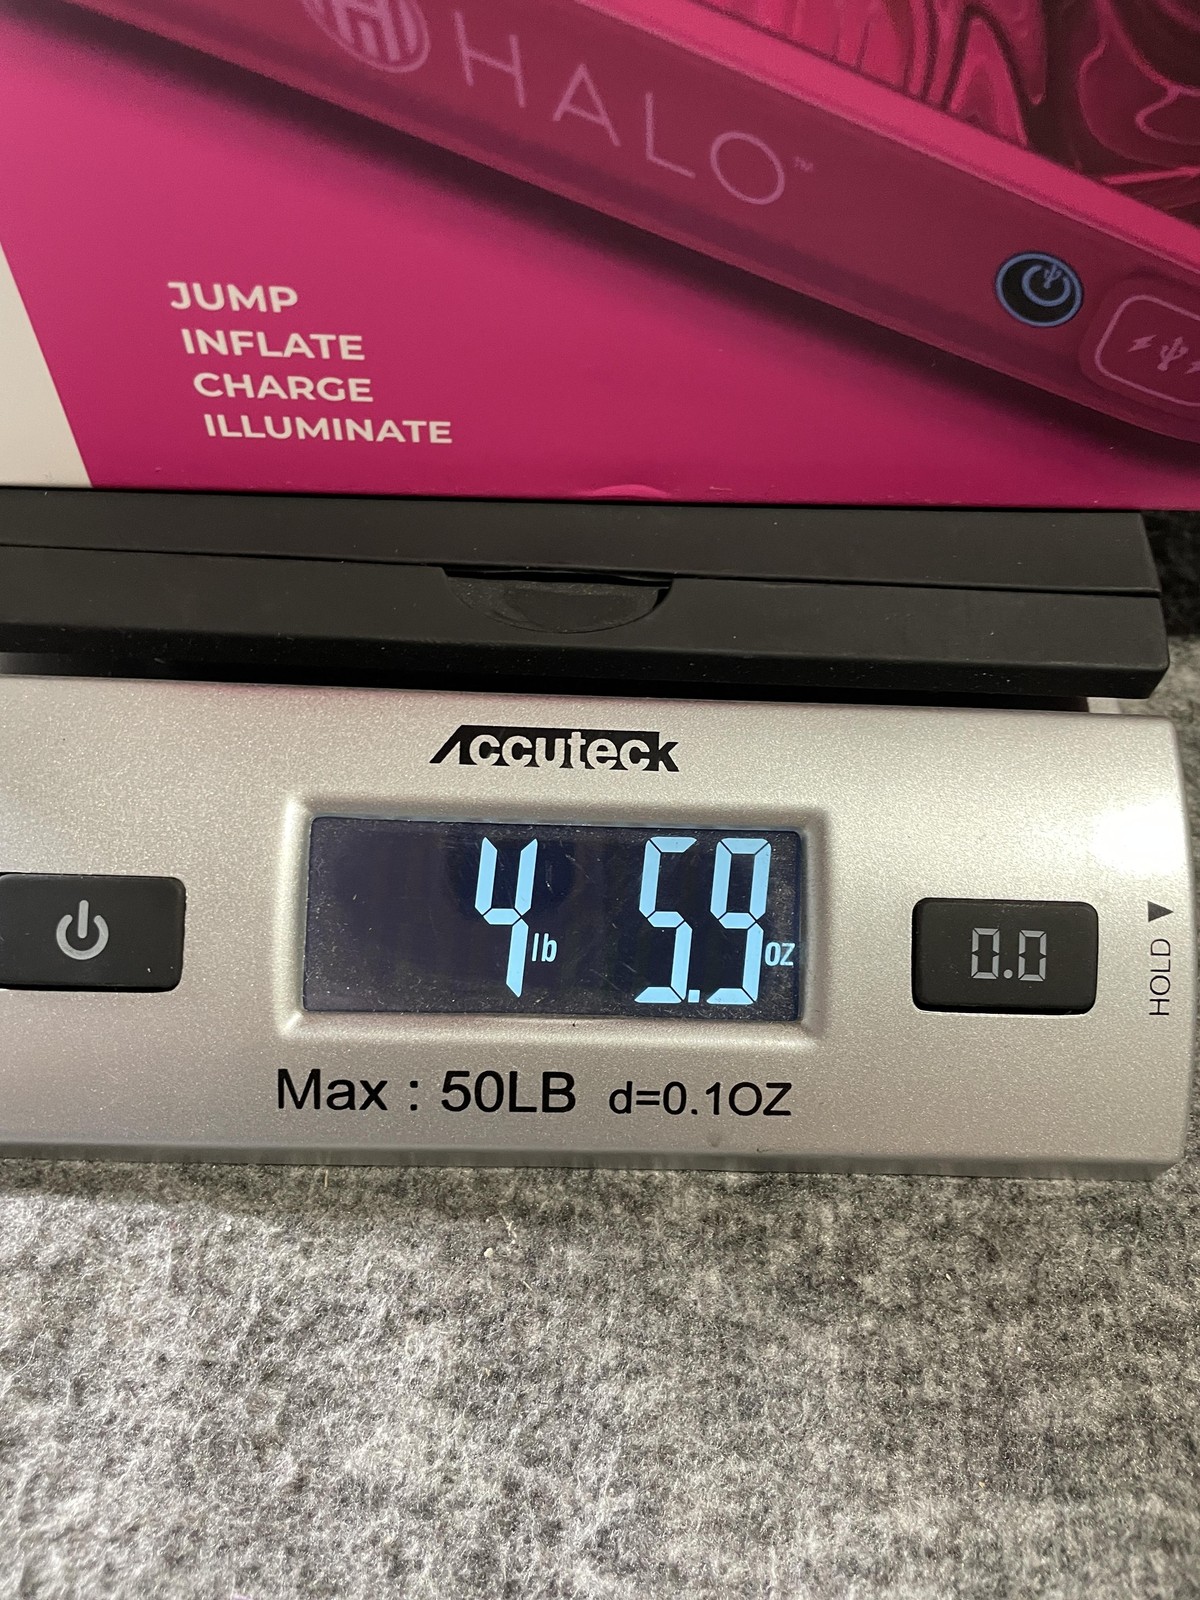 HALO™
JUMP
INFLATE
CHARGE
ILLUMINATE
Accuteck
4 lb 5.9 oz
0.0
HOLD
Max : 50LB d=0.1OZ